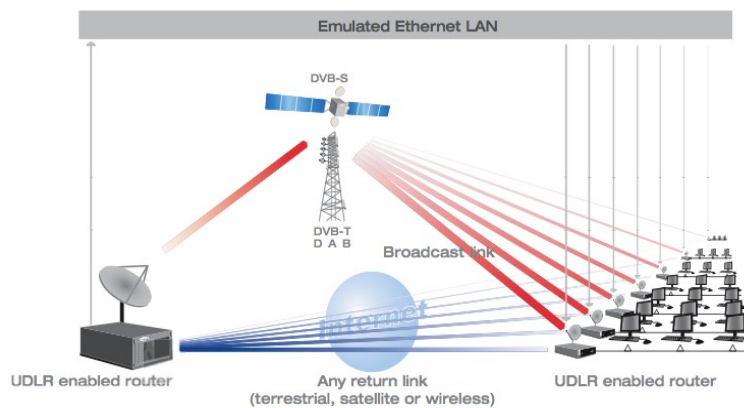 Emulated Ethernet LAN
DVB-S
DVB-T
D A B
Broadcast link
internet
UDLR enabled router
Any return link
(terrestrial, satellite or wireless)
UDLR enabled router